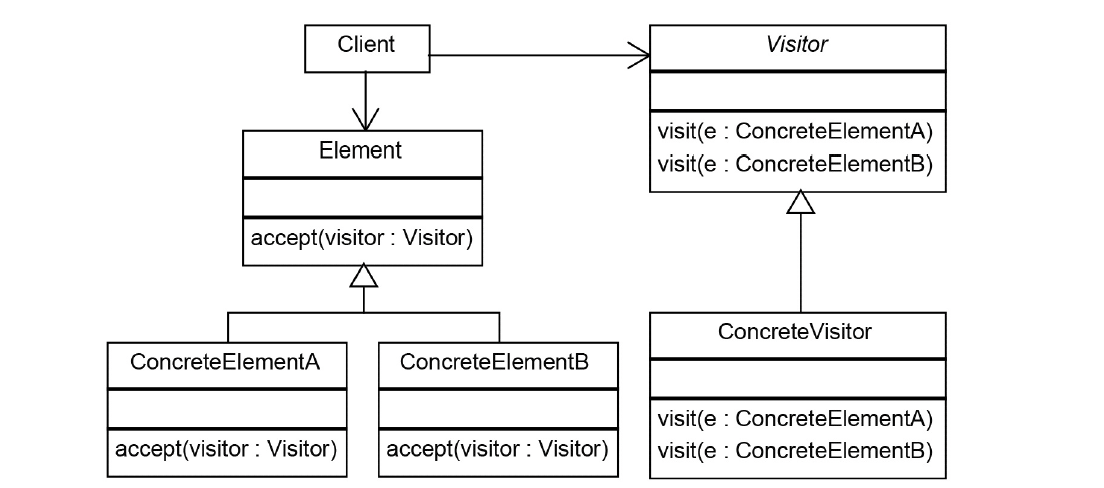 Client
Visitor
visit(e : ConcreteElementA)
visit(e : ConcreteElementB)
Element
accept(visitor : Visitor)
ConcreteElementA
accept(visitor : Visitor)
ConcreteElementB
accept(visitor : Visitor)
ConcreteVisitor
visit(e : ConcreteElementA)
visit(e : ConcreteElementB)